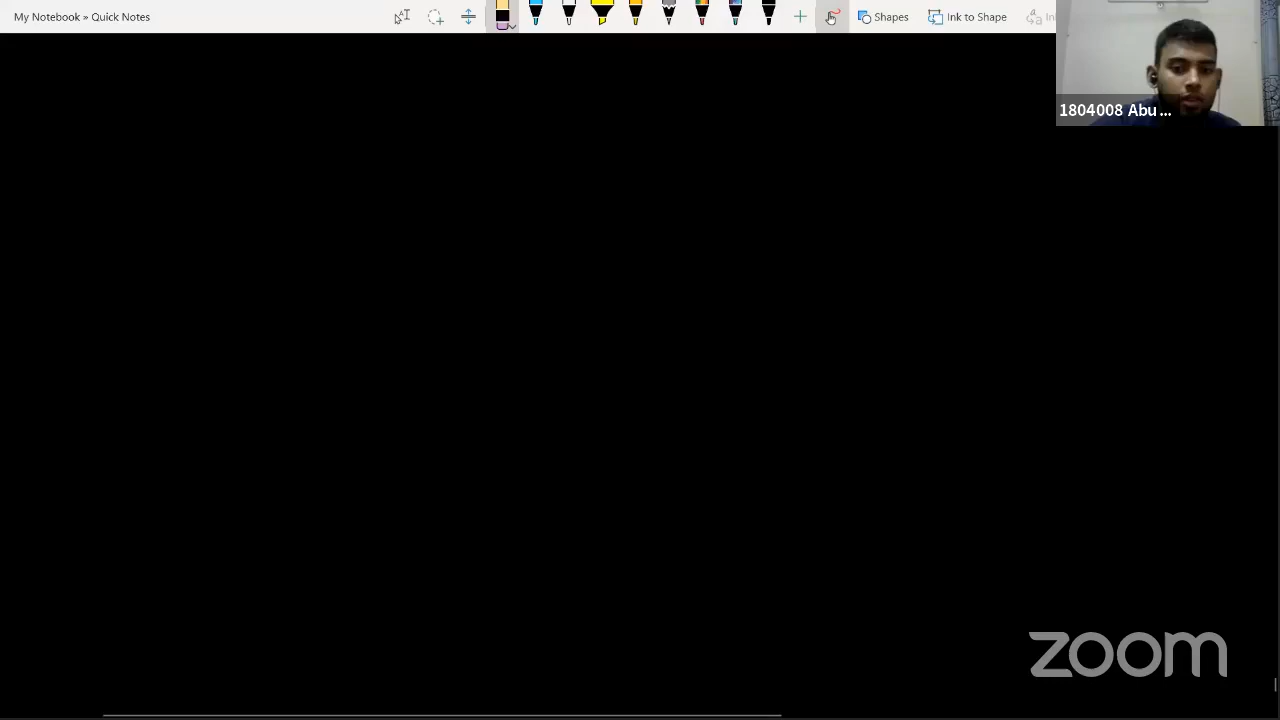 My Notebook » Quick Notes
Shapes
Ink to Shape
1804008 Abu ...
zoom